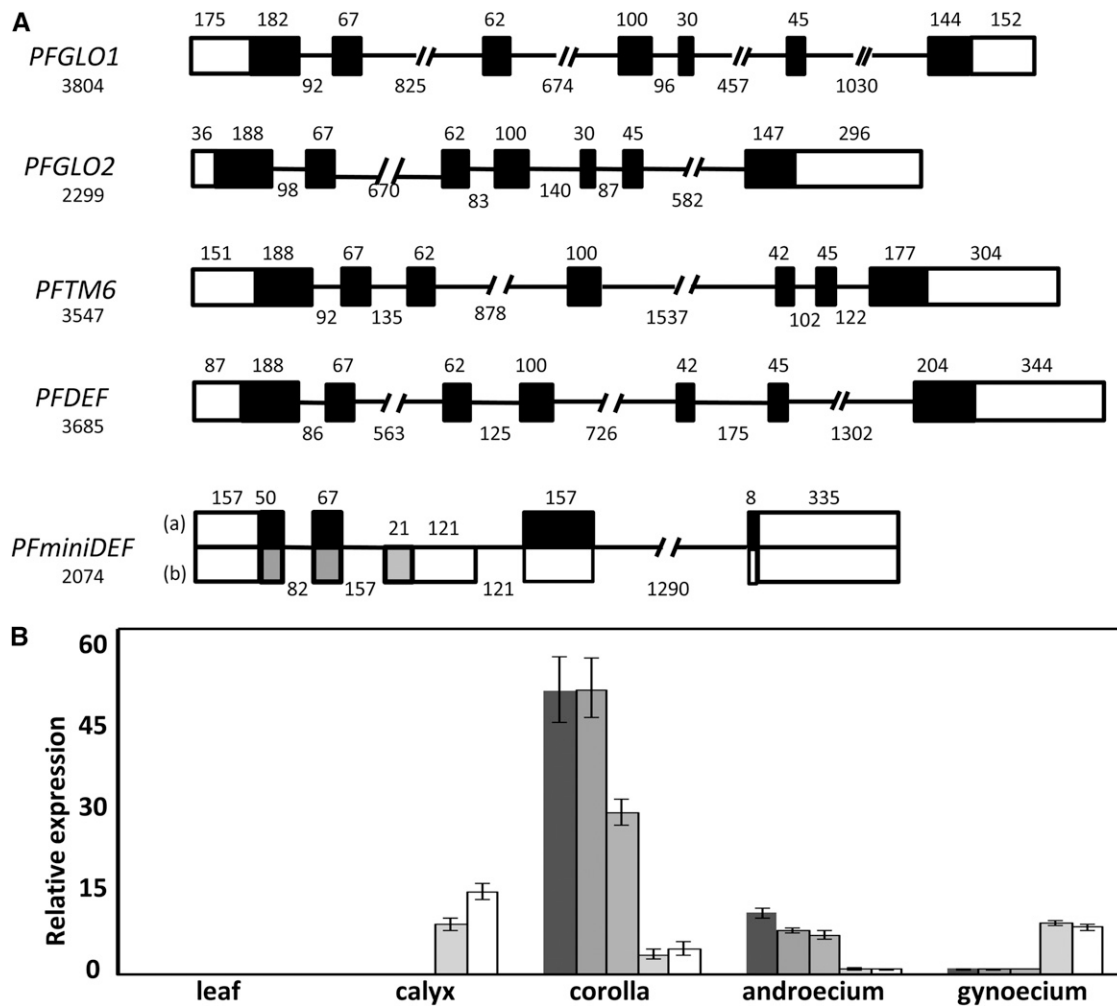 A
175 182 67 62 100 30 45 144 152
PFGLO1
3804
92 825 674 96 457 1030
36 188 67 62 100 30 45 147 296
PFGLO2
2299
98 670 83 140 87 582
151 188 67 62 100 42 45 177 304
PFTM6
3547
92 135 878 1537 102 122
87 188 67 62 100 42 45 204 344
PFDEF
3685
86 563 125 726 175 1302
157 50 67 21 121 157 8 335
(a)
PFminiDEF
2074
(b)
82 157 121 1290
B
Relative expression
60
45
30
15
0
leaf calyx corolla androecium gynoecium